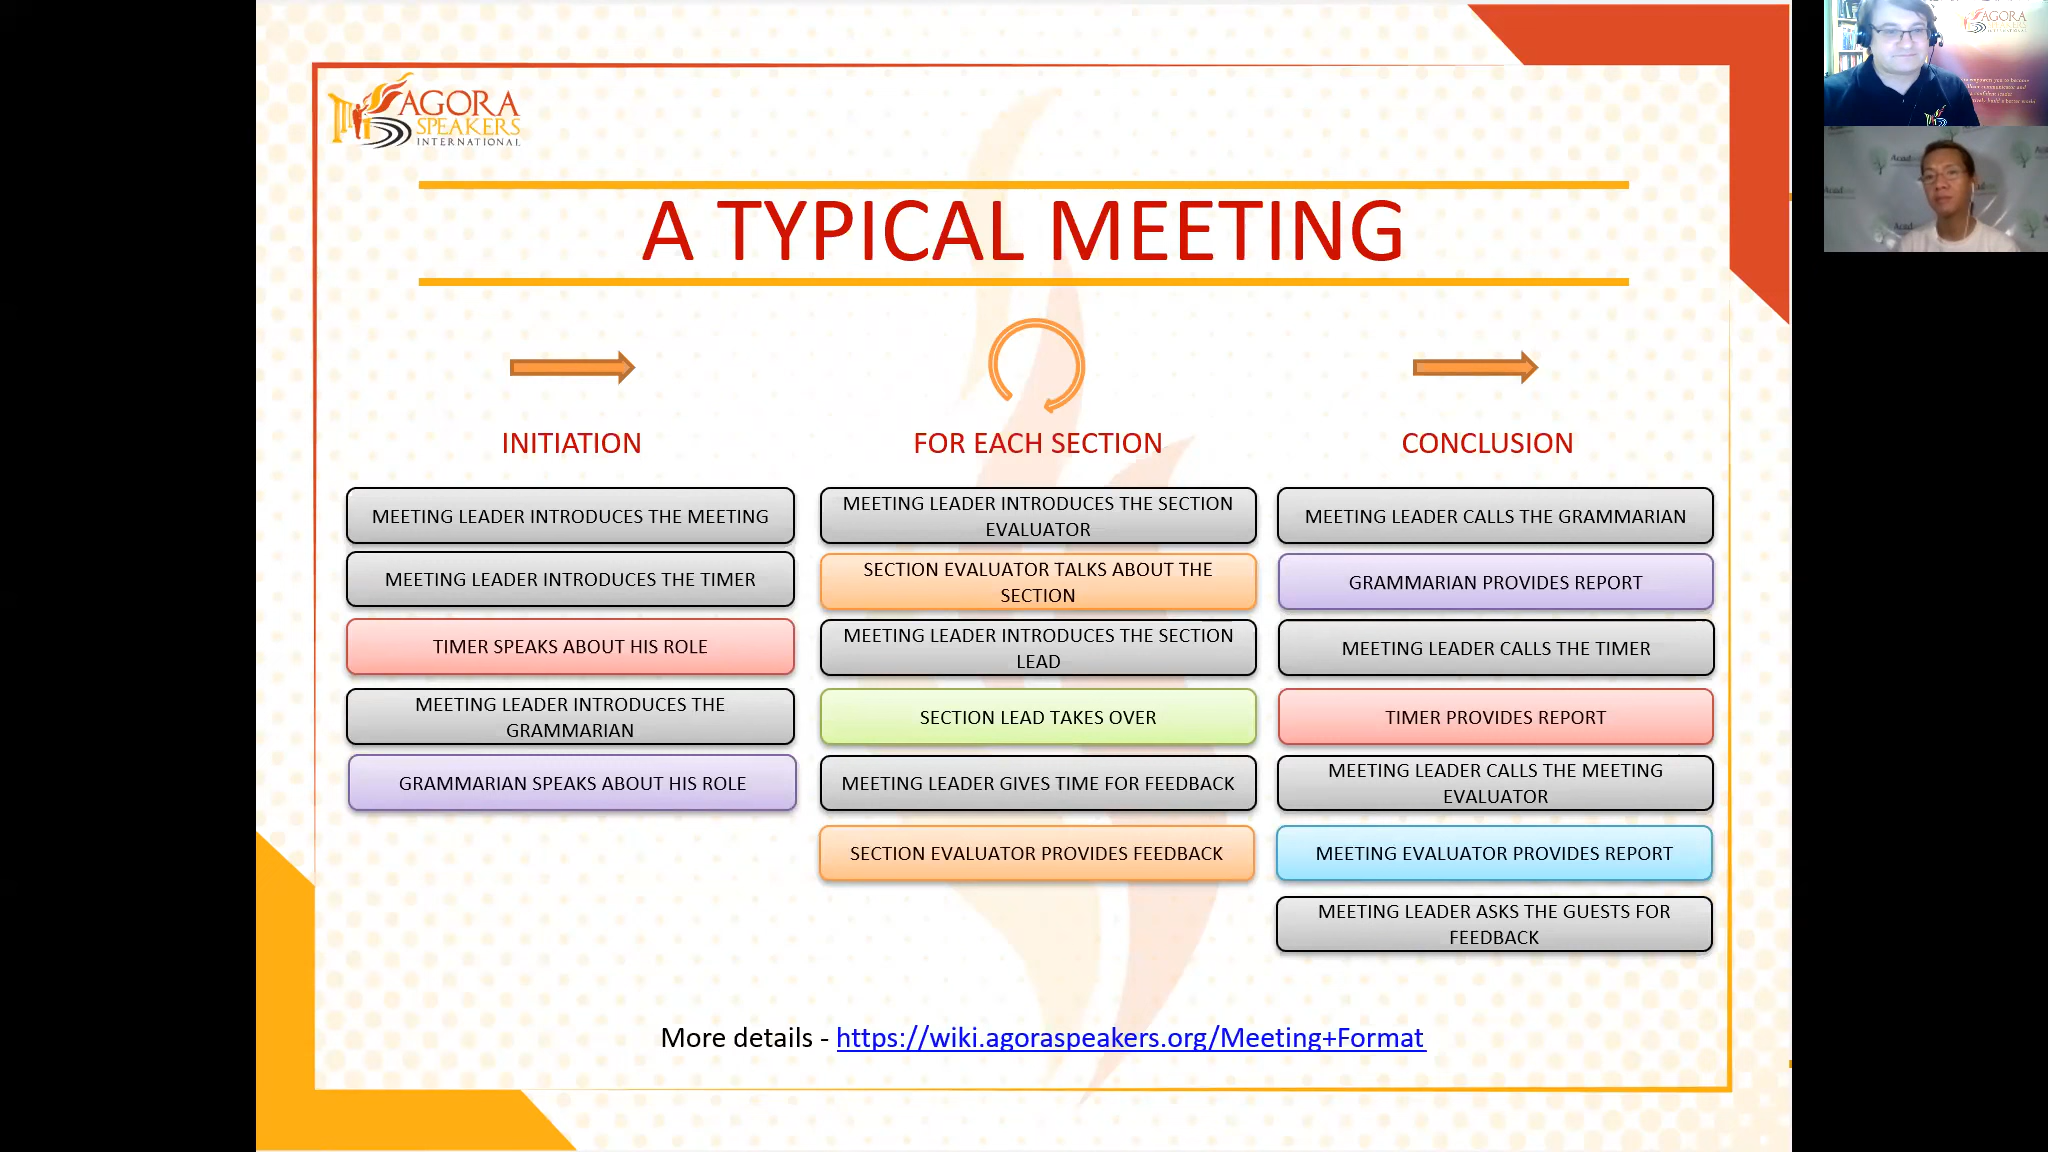 AGORA
SPEAKERS
INTERNATIONAL
A TYPICAL MEETING
INITIATION
MEETING LEADER INTRODUCES THE MEETING
MEETING LEADER INTRODUCES THE TIMER
TIMER SPEAKS ABOUT HIS ROLE
MEETING LEADER INTRODUCES THE
GRAMMARIAN
GRAMMARIAN SPEAKS ABOUT HIS ROLE
FOR EACH SECTION
MEETING LEADER INTRODUCES THE SECTION
EVALUATOR
SECTION EVALUATOR TALKS ABOUT THE
SECTION
MEETING LEADER INTRODUCES THE SECTION
LEAD
SECTION LEAD TAKES OVER
MEETING LEADER GIVES TIME FOR FEEDBACK
SECTION EVALUATOR PROVIDES FEEDBACK
CONCLUSION
MEETING LEADER CALLS THE GRAMMARIAN
GRAMMARIAN PROVIDES REPORT
MEETING LEADER CALLS THE TIMER
TIMER PROVIDES REPORT
MEETING LEADER CALLS THE MEETING
EVALUATOR
MEETING EVALUATOR PROVIDES REPORT
MEETING LEADER ASKS THE GUESTS FOR
FEEDBACK
More details - https://wiki.agoraspeakers.org/Meeting+Format
AGORA
SPEAKERS
INTERNATIONAL